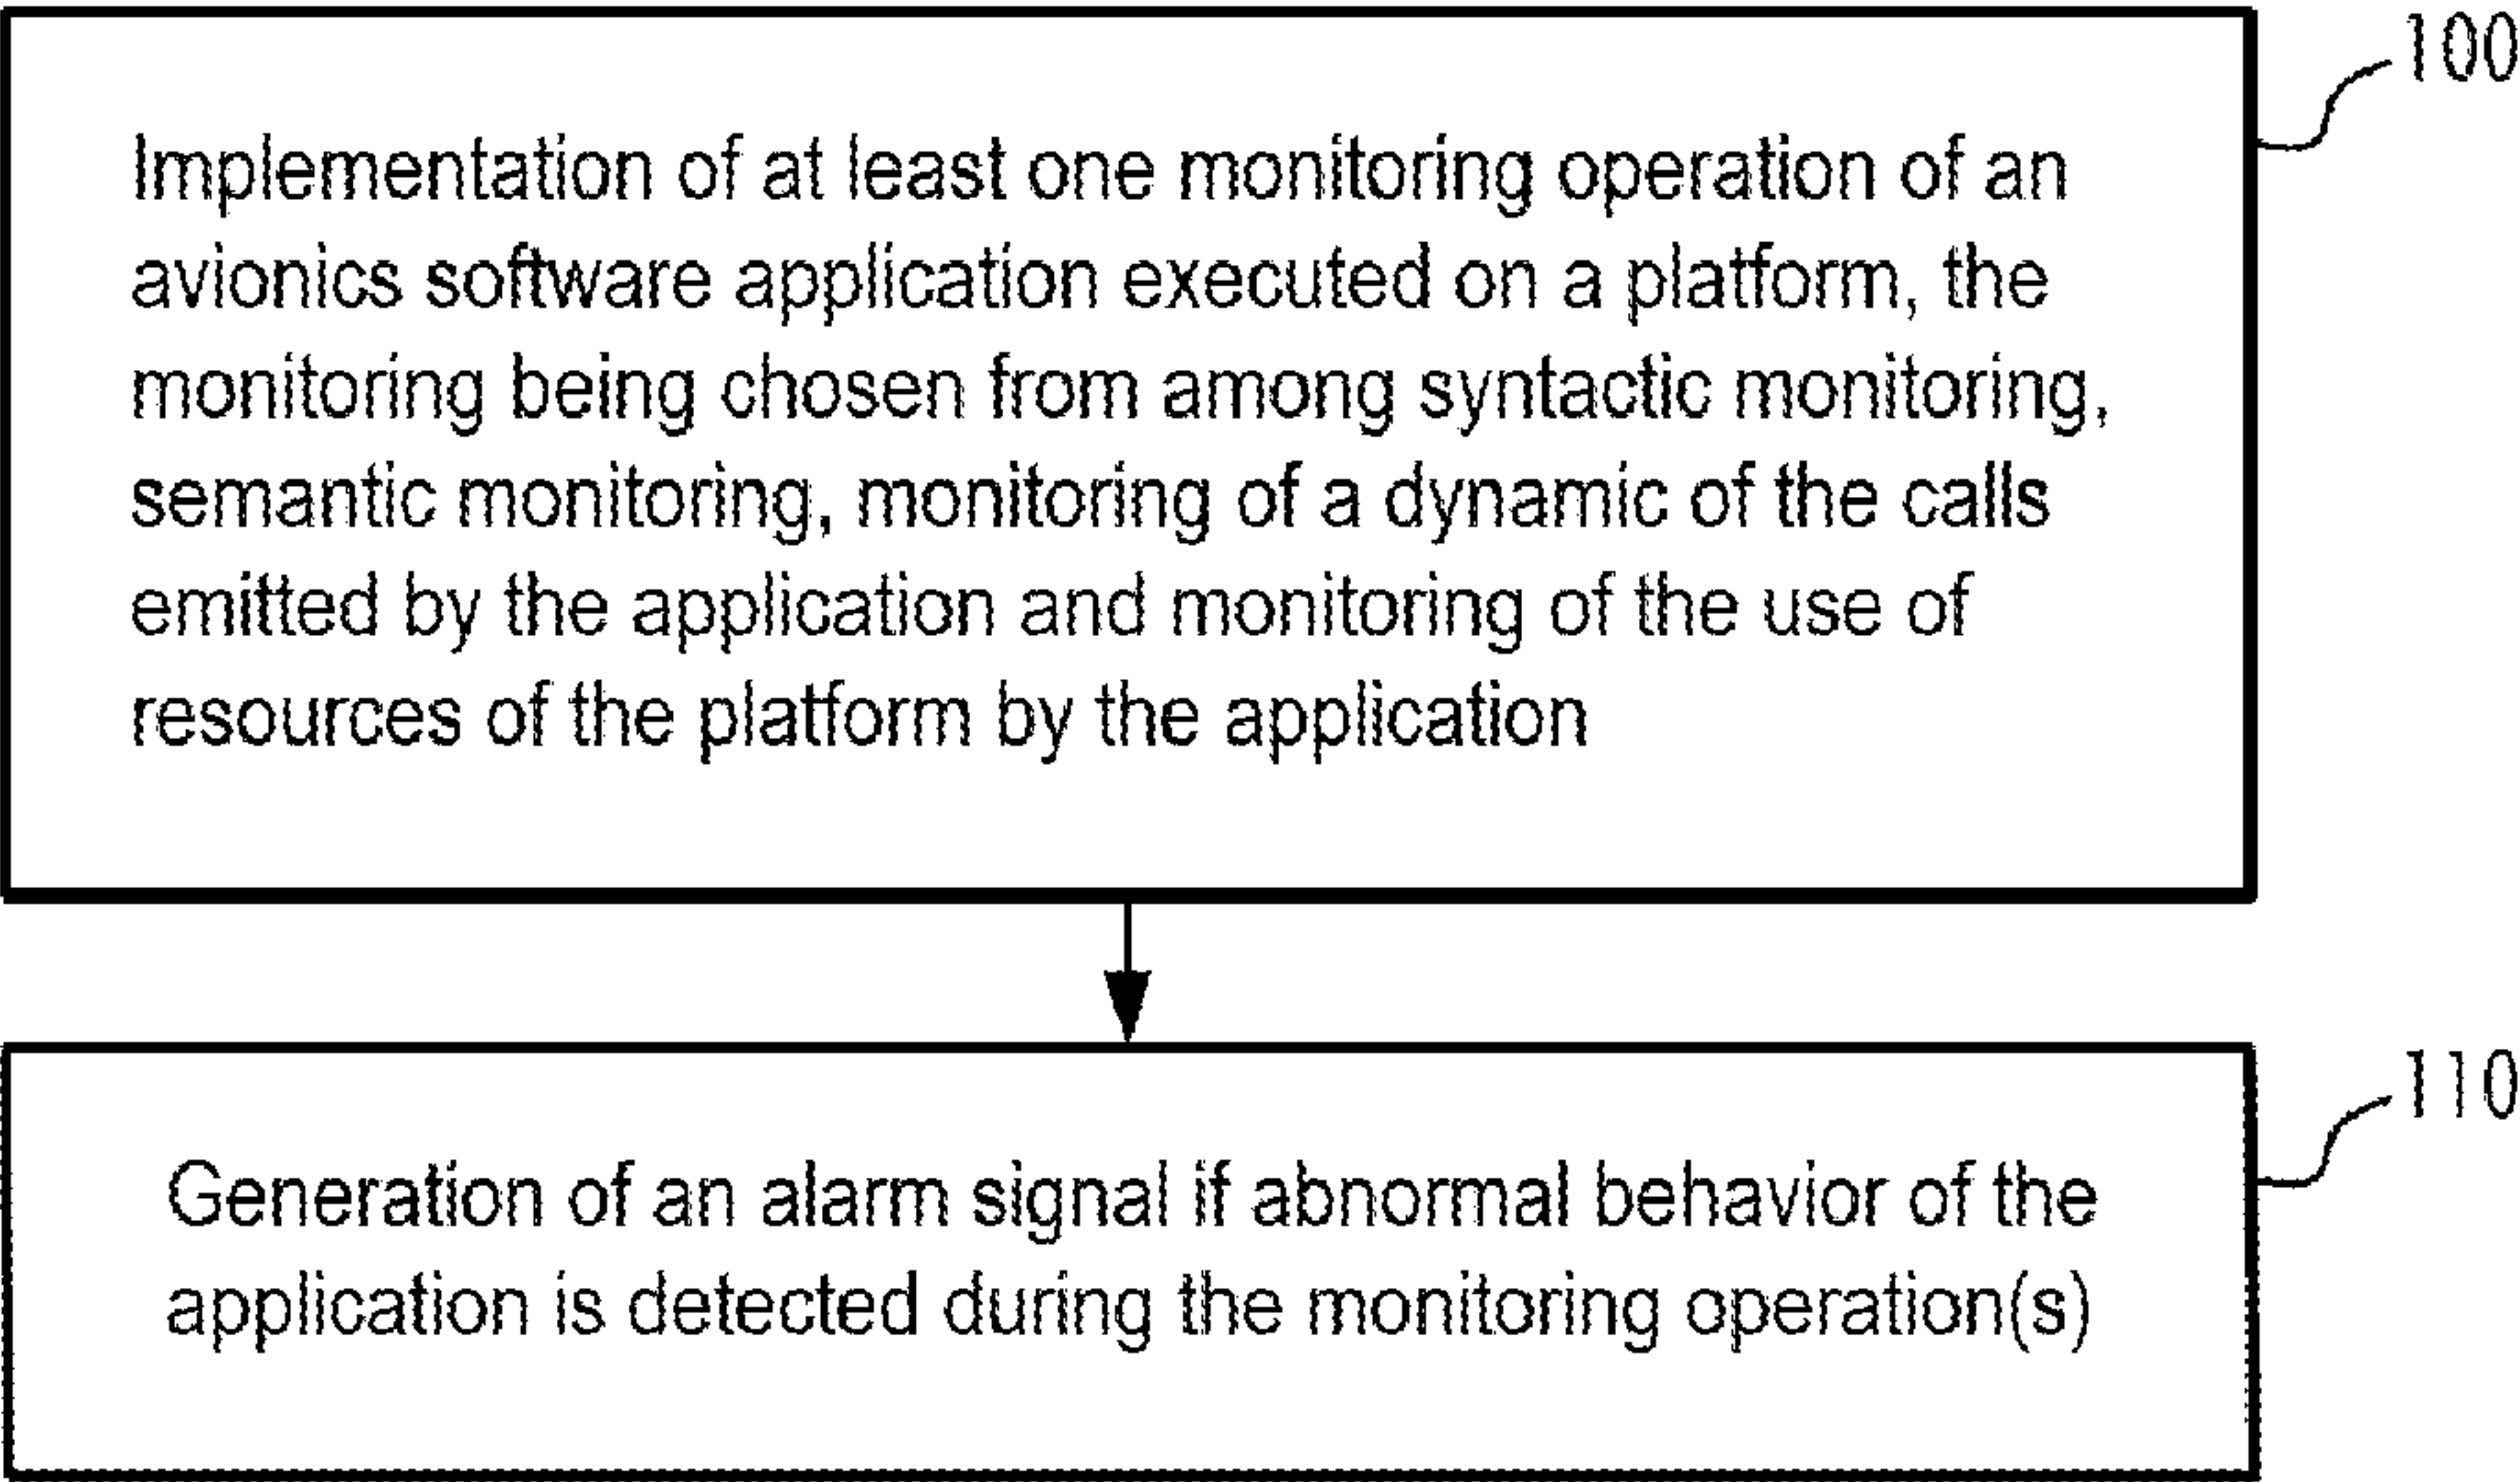 100
Implementation of at least one monitoring operation of an
avionics software application executed on a platform, the
monitoring being chosen from among syntactic monitoring,
semantic monitoring, monitoring of a dynamic of the calls
emitted by the application and monitoring of the use of
resources of the platform by the application
110
Generation of an alarm signal if abnormal behavior of the
application is detected during the monitoring operation(s)